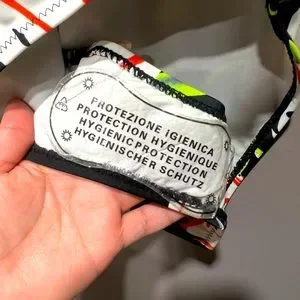 PROTEZIONE IGIENICA
PROTECTION HYGIENIQUE
HYGIENIC PROTECTION
HYGIENISCHER SCHUTZ